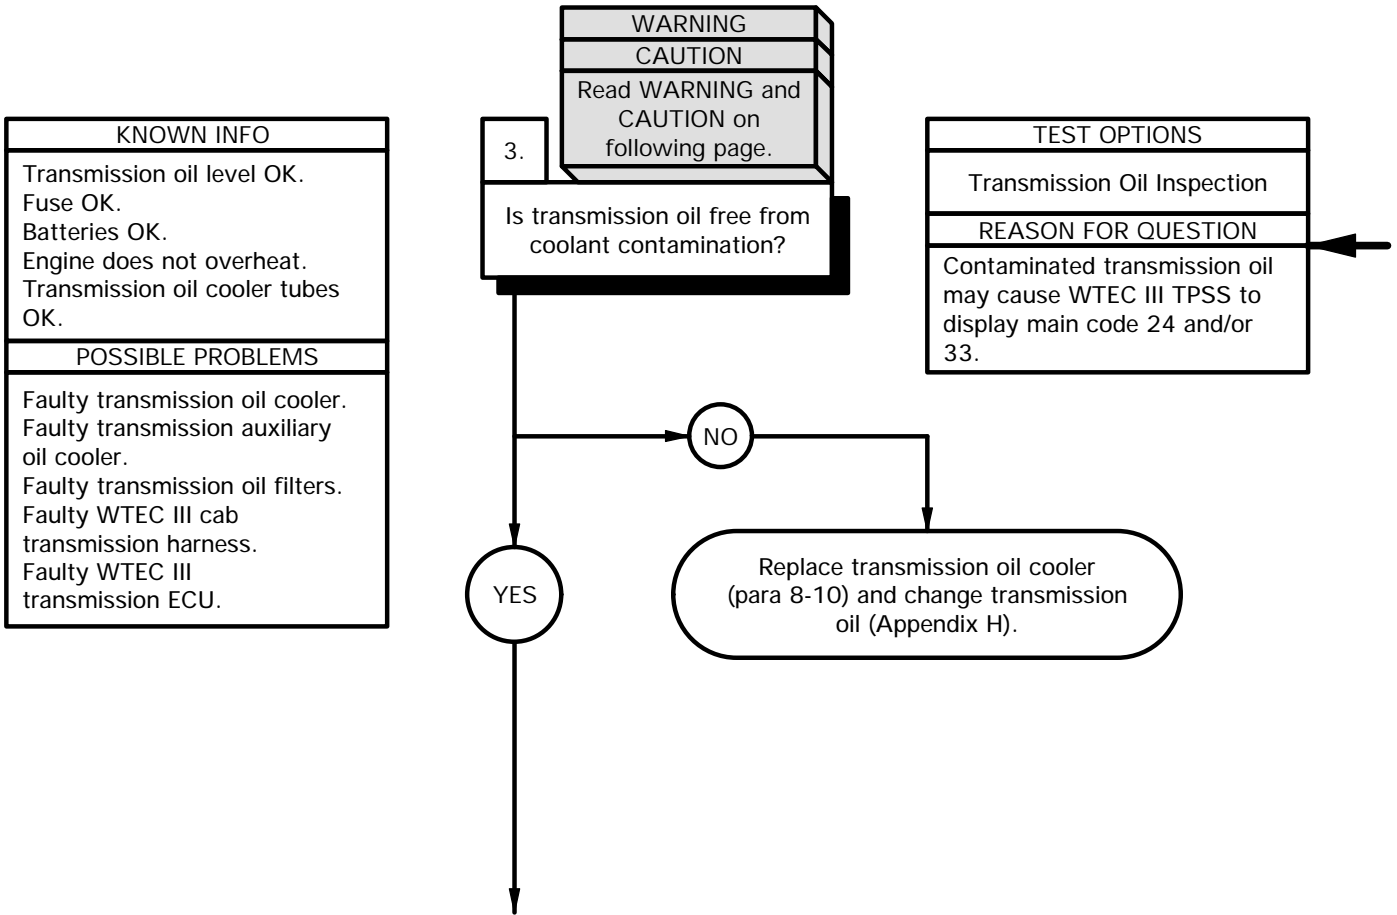 WARNING
CAUTION
Read WARNING and
CAUTION on
following page.
KNOWN INFO
Transmission oil level OK.
Fuse OK.
Batteries OK.
Engine does not overheat.
Transmission oil cooler tubes
OK.
POSSIBLE PROBLEMS
Faulty transmission oil cooler.
Faulty transmission auxiliary
oil cooler.
Faulty transmission oil filters.
Faulty WTEC III cab
transmission harness.
Faulty WTEC III
transmission ECU.
3.
Is transmission oil free from
coolant contamination?
TEST OPTIONS
Transmission Oil Inspection
REASON FOR QUESTION
Contaminated transmission oil
may cause WTEC III TPSS to
display main code 24 and/or
33.
NO
YES
Replace transmission oil cooler
(para 8-10) and change transmission
oil (Appendix H).